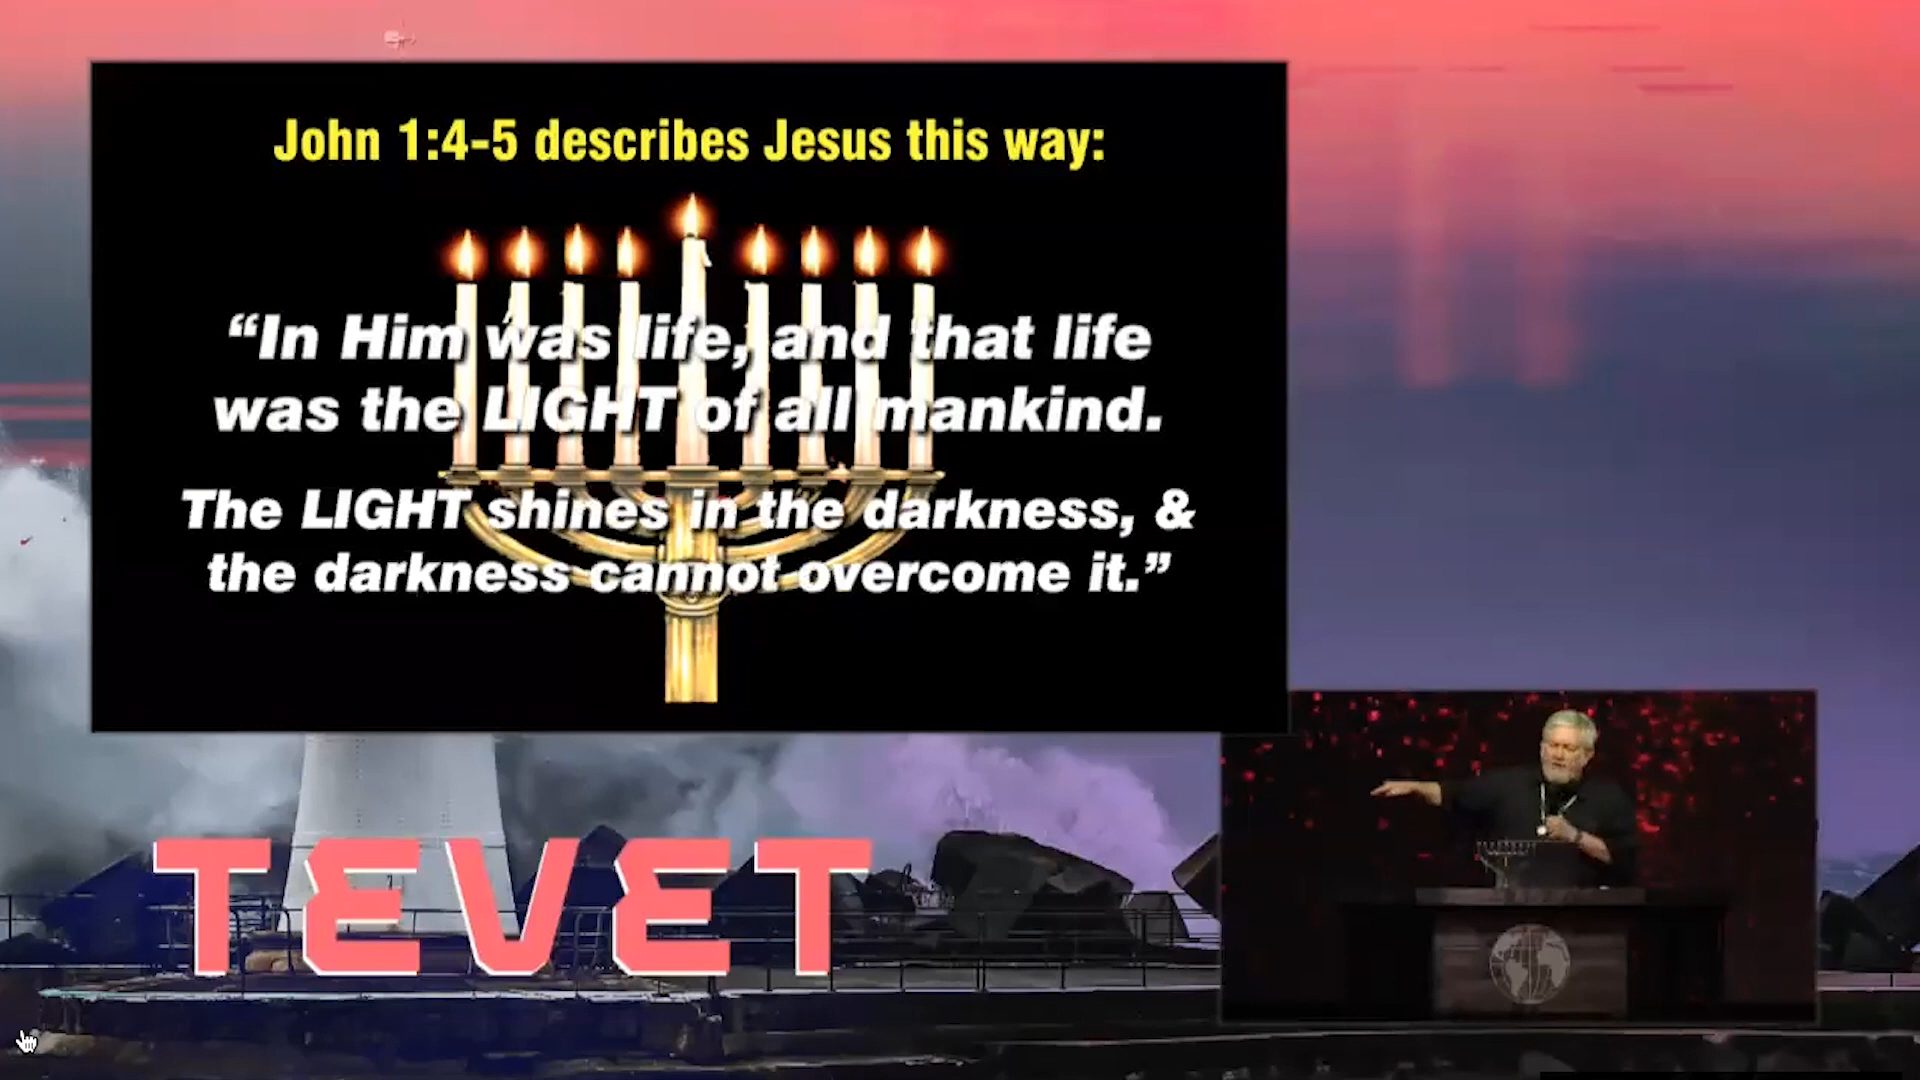 John 1:4-5 describes Jesus this way:
“In Him was life, and that life
was the LIGHT of all mankind.
The LIGHT shines in the darkness, &
the darkness cannot overcome it.”
TEVET